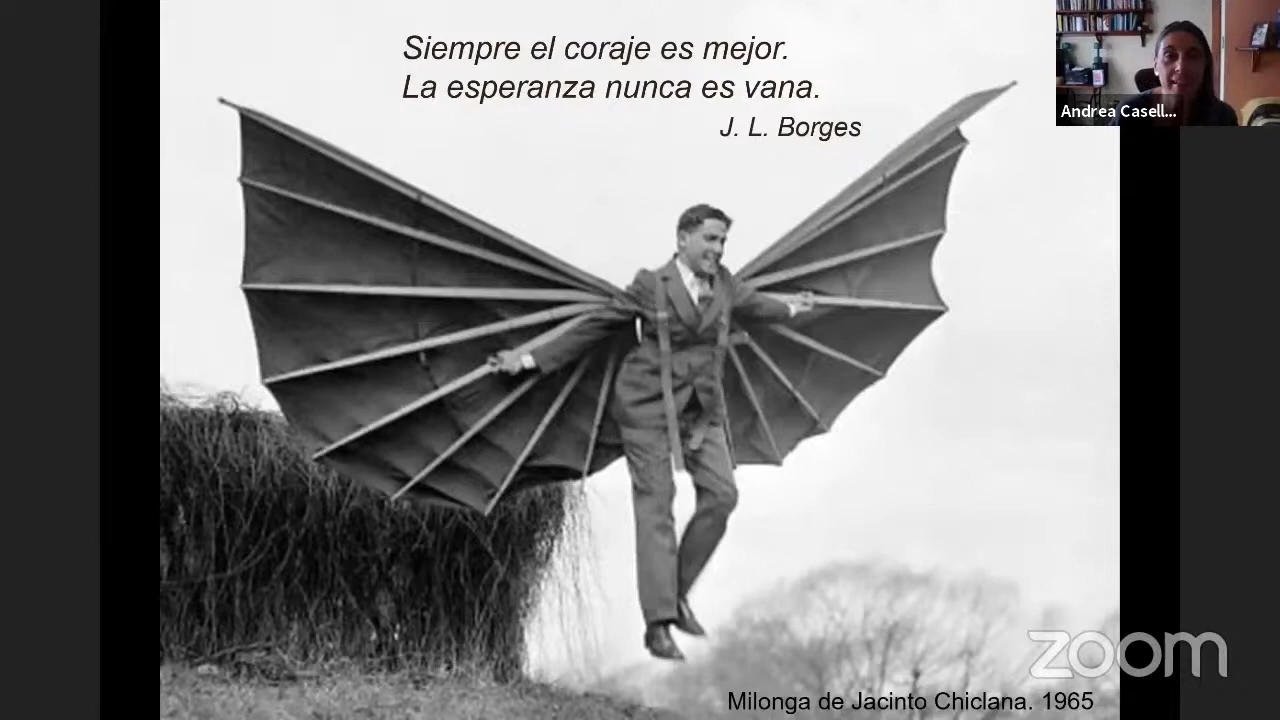 Siempre el coraje es mejor.
La esperanza nunca es vana.
J. L. Borges
Andrea Casell...
zoom
Milonga de Jacinto Chiclana. 1965